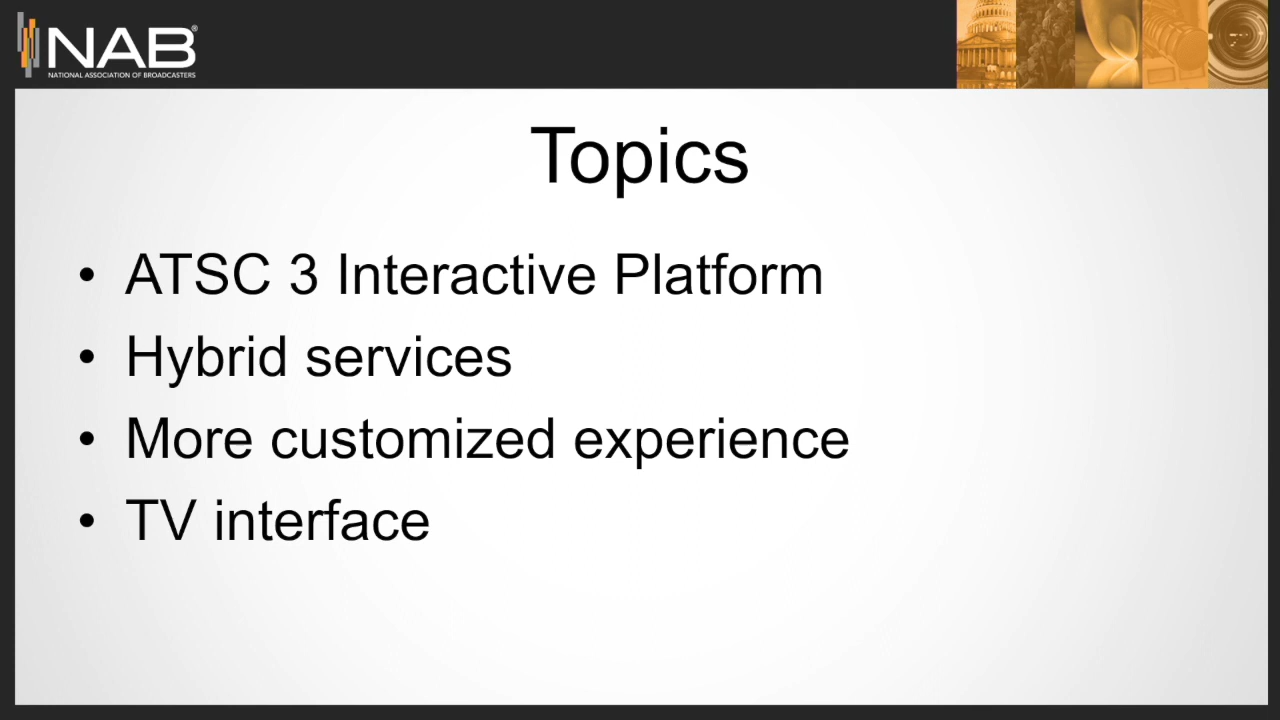 NAB®
NATIONAL ASSOCIATION OF BROADCASTERS
Topics
• ATSC 3 Interactive Platform
• Hybrid services
• More customized experience
• TV interface